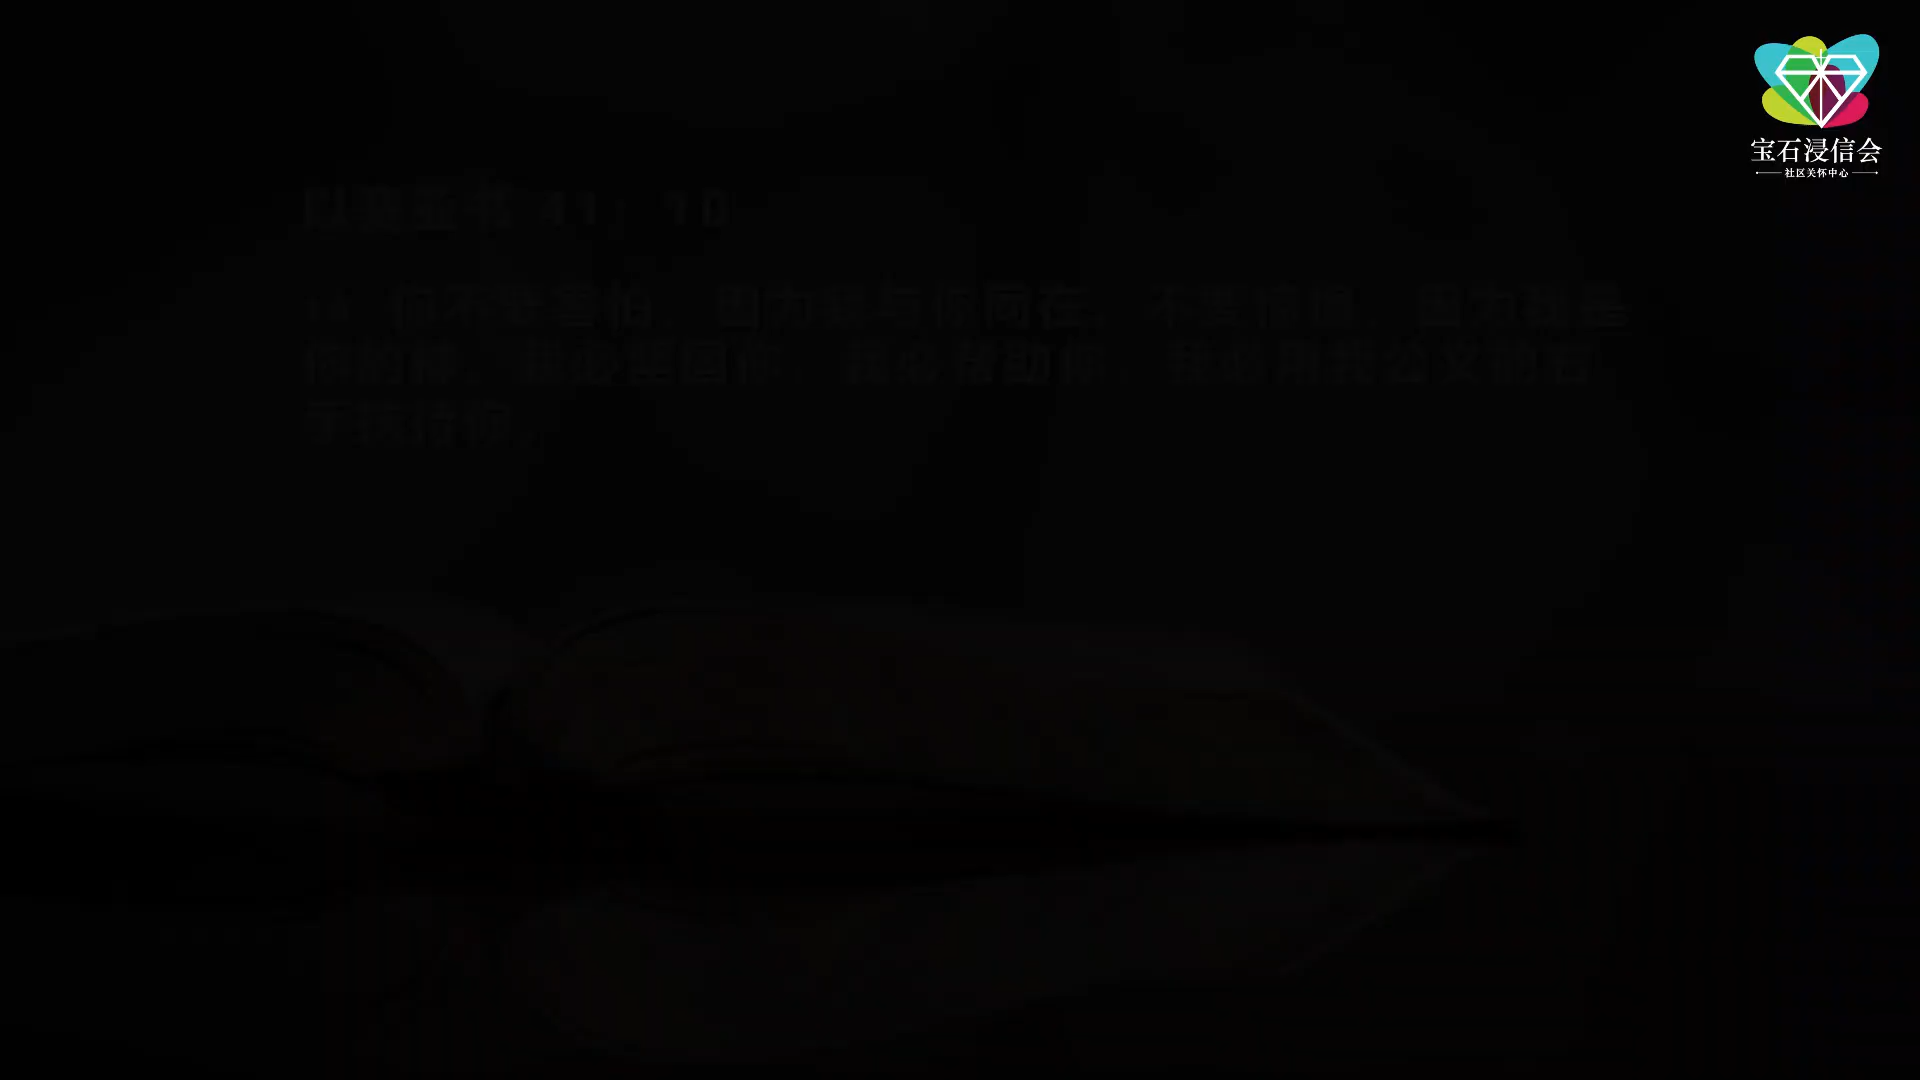 宝石浸信会
社区关怀中心
以赛亚书 41：10
10 你不要害怕，因为我与你同在。不要惊惶，因为我是
你的神。我必坚固你，我必帮助你，我必用我公义的右
手扶持你。